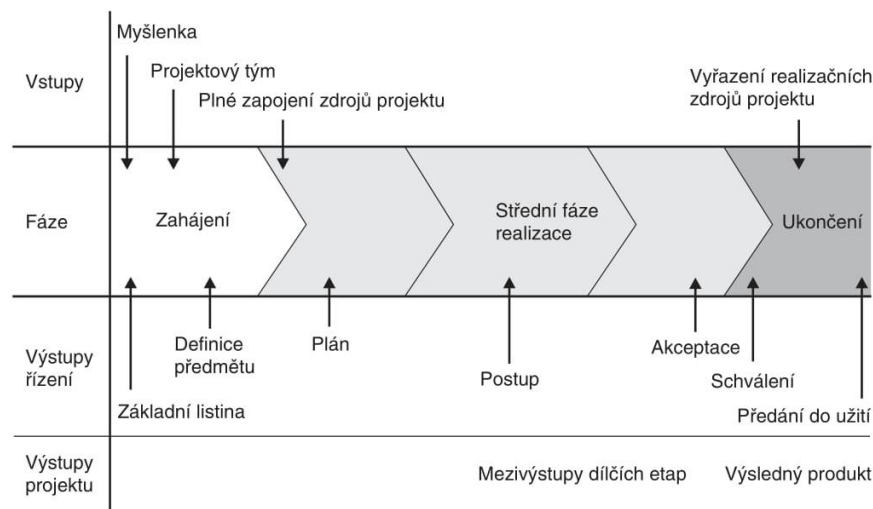 Myšlenka
Vstupy
Projektový tým
Plné zapojení zdrojů projektu
Vyřazení realizačních
zdrojů projektu
Fáze
Zahájení
Střední fáze
realizace
Ukončení
Výstupy
řízení
Základní listina
Definice
předmětu
Plán
Postup
Akceptace
Schválení
Předání do užití
Výstupy
projektu
Mezivýstupy dílčích etap
Výsledný produkt